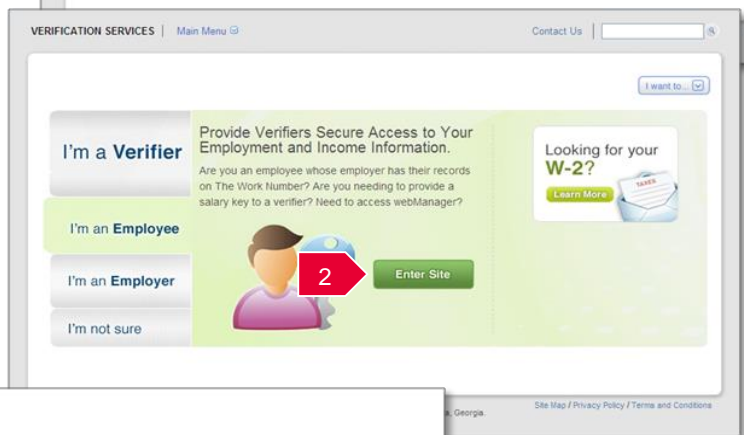 VERIFICATION SERVICES | Main Menu
Contact Us |
I want to...
I'm a Verifier
I'm an Employee
I'm an Employer
I'm not sure
Provide Verifiers Secure Access to Your
Employment and Income Information.
Are you an employee whose employer has their records
on The Work Number? Are you needing to provide a
salary key to a verifier? Need to access webManager?
2
Enter Site
Looking for your
W-2?
Learn More
TAXES
Georgia.
Site Map / Privacy Policy / Terms and Conditions